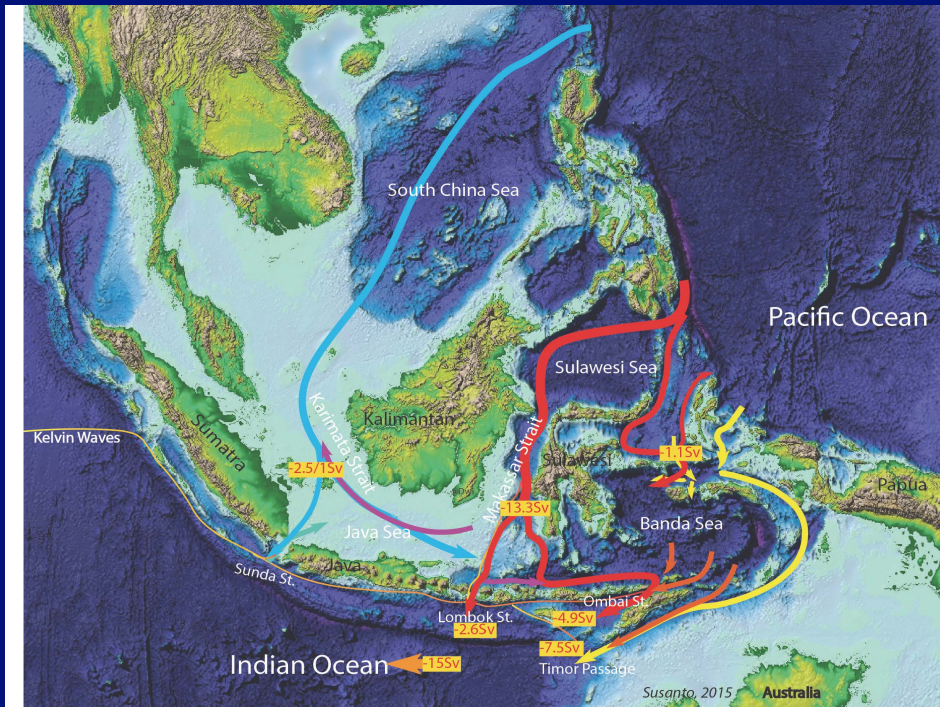 South China Sea
Pacific Ocean
Sulawesi Sea
Karimata Strait
Kalimantan
Makassar Strait
Sumatra
Kelvin Waves
-1.1Sv
Sulawesi
-2.5/1Sv
Papua
-13.3Sv
Banda Sea
Java Sea
Java
Sunda St.
Ombai St.
Lombok St.
-4.9Sv
-2.6Sv
-7.5Sv
Indian Ocean
-15Sv
Timor Passage
Susanto, 2015
Australia